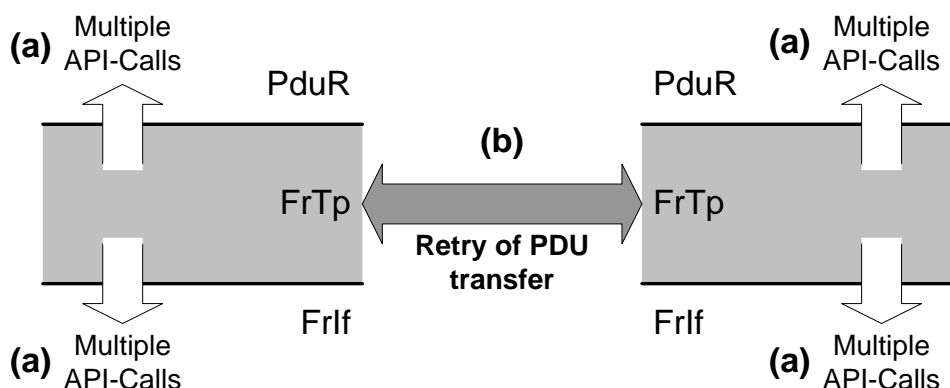 (a) Multiple
API-Calls
(a) Multiple
API-Calls
PduR
PduR
(b)
FrTp
FrTp
Retry of PDU
transfer
FrIf
FrIf
(a) Multiple
API-Calls
(a) Multiple
API-Calls